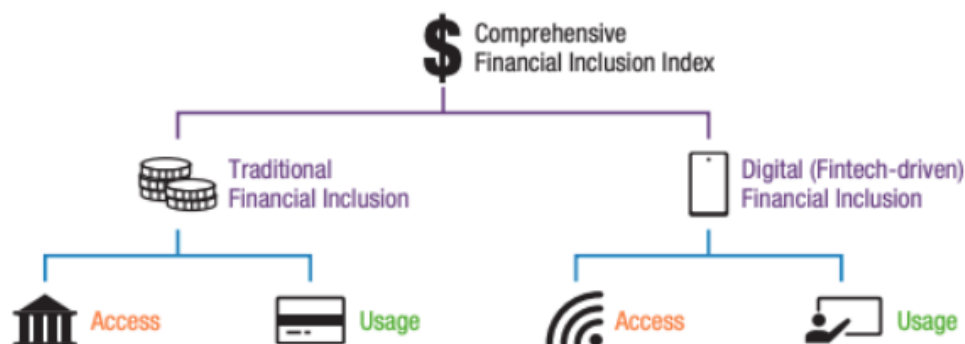 $ Comprehensive
Financial Inclusion Index
Traditional
Financial Inclusion
Digital (Fintech-driven)
Financial Inclusion
Access
Usage
Access
Usage